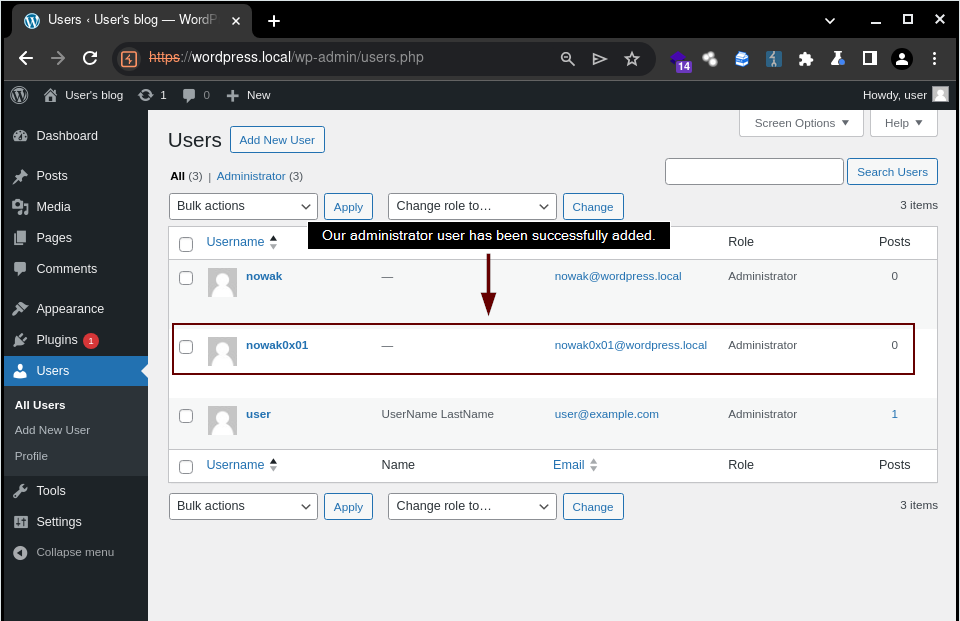 Users ‹ User's blog — WordP
https://wordpress.local/wp-admin/users.php
14
User's blog 1 0 New Howdy, user
Screen Options Help
Dashboard
Posts
Media
Pages
Comments
Appearance
Plugins 1
Users
All Users
Add New User
Profile
Tools
Settings
Collapse menu
Users Add New User
All (3) | Administrator (3)
Search Users
Bulk actions Apply Change role to… Change 3 items
Our administrator user has been successfully added.
Username Role Posts
nowak — nowak@wordpress.local Administrator 0
nowak0x01 — nowak0x01@wordpress.local Administrator 0
user UserName LastName user@example.com Administrator 1
Username Name Email Role Posts
Bulk actions Apply Change role to… Change 3 items